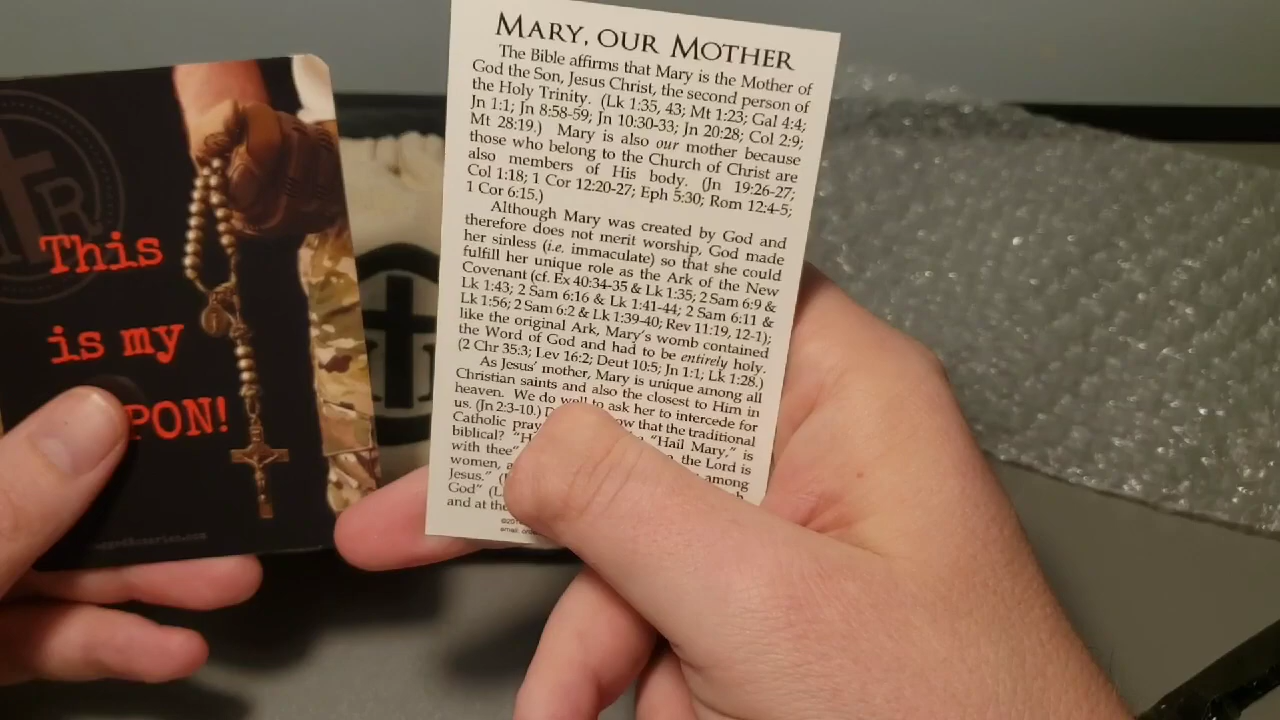 This
is my
PON!
R
MARY, OUR MOTHER
The Bible affirms that Mary is the Mother of
God the Son, Jesus Christ, the second person of
the Holy Trinity. (Lk 1:35, 43; Mt 1:23; Gal 4:4;
Jn 1:1; Jn 8:58-59; Jn 10:30-33; Jn 20:28; Col 2:9;
Mt 28:19.) Mary is also our mother because
those who belong to the Church of Christ are
also members of His body. (Jn 19:26-27;
Col 1:18; 1 Cor 12:20-27; Eph 5:30; Rom 12:4-5;
1 Cor 6:15.)
Although Mary was created by God and
therefore does not merit worship, God made
her sinless (i.e. immaculate) so that she could
fulfill her unique role as the Ark of the New
Covenant (cf. Ex 40:34-35 & Lk 1:35; 2 Sam 6:9 &
Lk 1:43; 2 Sam 6:16 & Lk 1:41-44; 2 Sam 6:11 &
Lk 1:56; 2 Sam 6:2 & Lk 1:39-40; Rev 11:19, 12-1);
like the original Ark, Mary's womb contained
the Word of God and had to be entirely holy.
(2 Chr 35:3; Lev 16:2; Deut 10:5; Jn 1:1; Lk 1:28.)
As Jesus' mother, Mary is unique among all
Christian saints and also the closest to Him in
heaven. We do well to ask her to intercede for
us. (Jn 2:3-10.) that the traditional
Catholic "Hail Mary," is
biblical? "H the Lord is
with thee" among
women,
Jesus." (
God" (L
and at the
email: